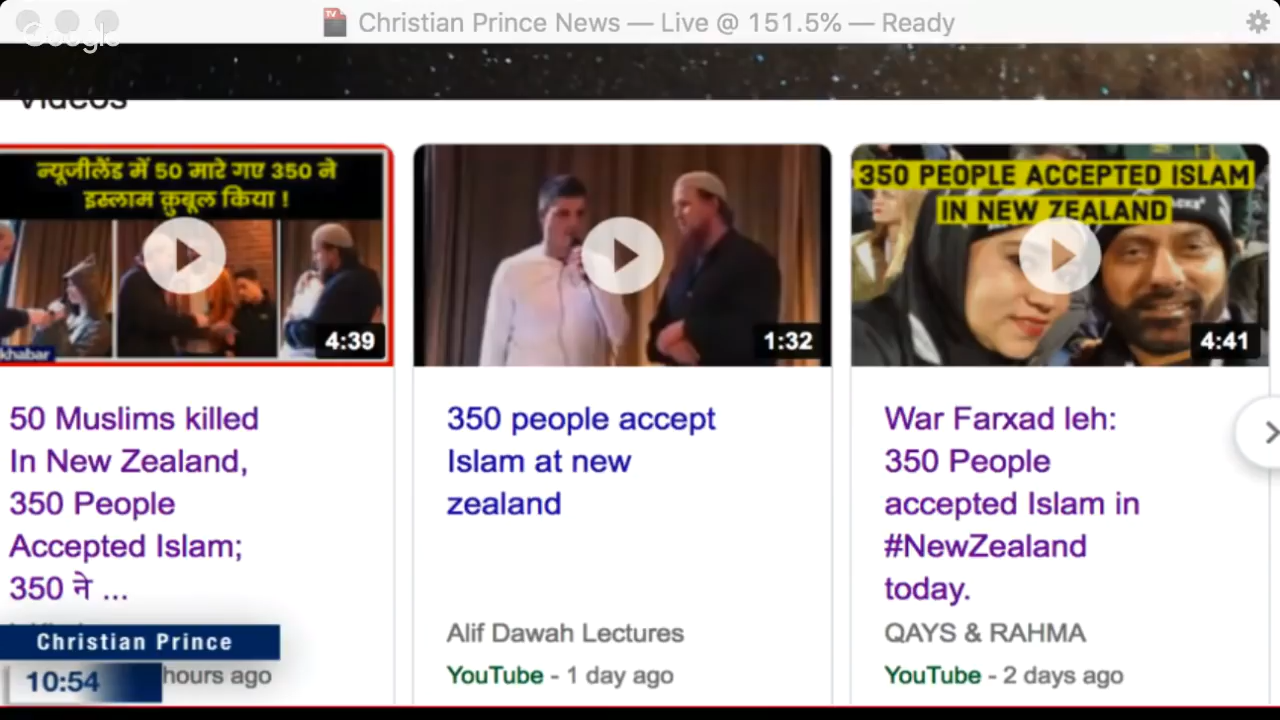 Christian Prince News — Live @ 151.5% — Ready
Google
Videos
न्यूजीलेंड में 50 मारे गए 350 ने
इस्लाम क़ुबूल किया !
khabar
4:39
1:32
350 PEOPLE ACCEPTED ISLAM
IN NEW ZEALAND
4:41
50 Muslims killed
In New Zealand,
350 People
Accepted Islam;
350 ने ...
350 people accept
Islam at new
zealand
Alif Dawah Lectures
YouTube - 1 day ago
War Farxad leh:
350 People
accepted Islam in
#NewZealand
today.
QAYS & RAHMA
YouTube - 2 days ago
Christian Prince
10:54
hours ago